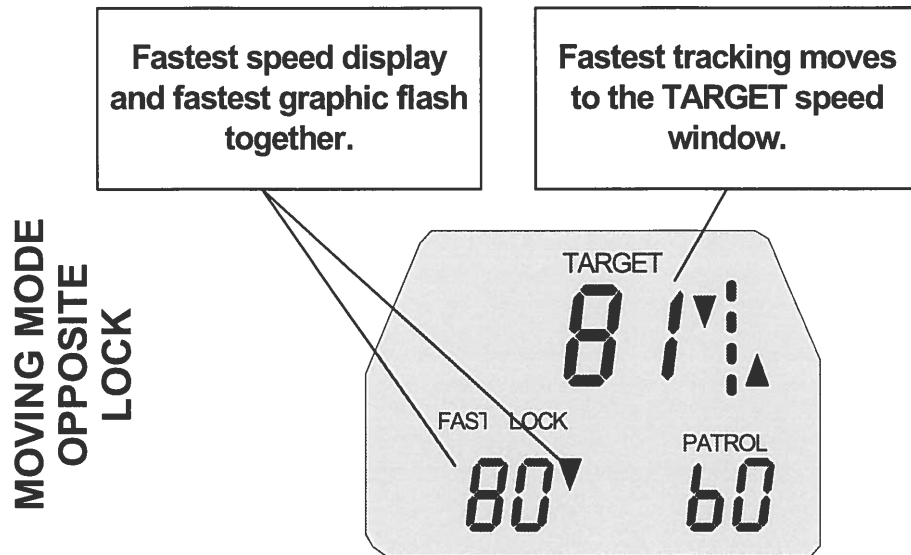 Fastest speed display
and fastest graphic flash
together.
Fastest tracking moves
to the TARGET speed
window.
MOVING MODE
OPPOSITE
LOCK
TARGET
81
FAST LOCK
80
PATROL
60